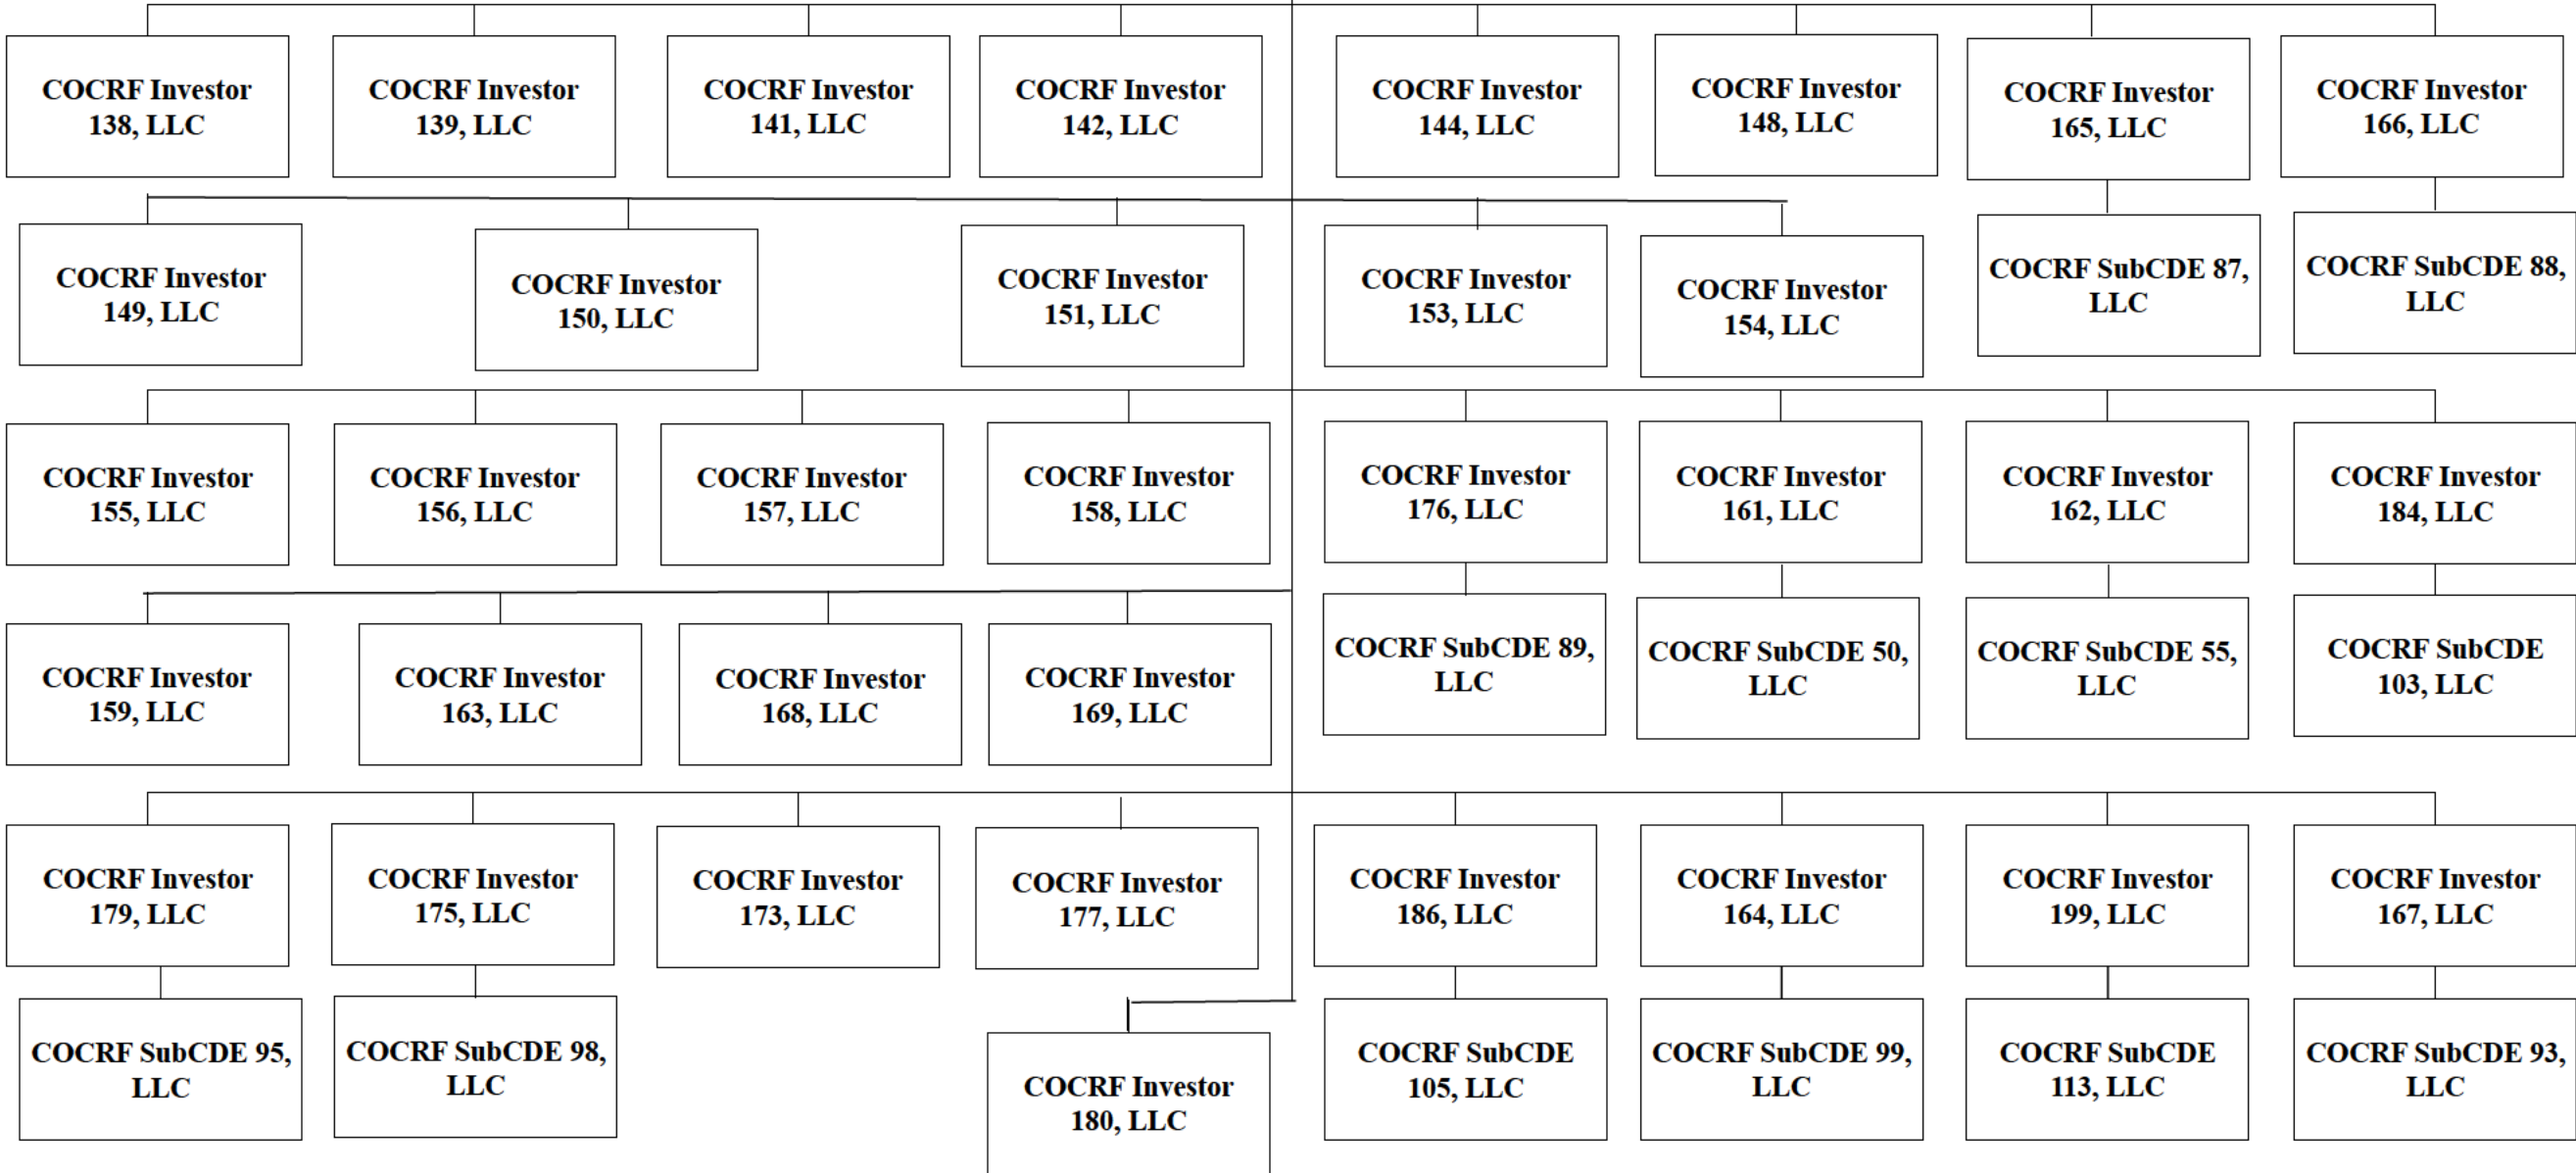 COCRF Investor
138, LLC
COCRF Investor
139, LLC
COCRF Investor
141, LLC
COCRF Investor
142, LLC
COCRF Investor
144, LLC
COCRF Investor
148, LLC
COCRF Investor
165, LLC
COCRF Investor
166, LLC
COCRF Investor
149, LLC
COCRF Investor
150, LLC
COCRF Investor
151, LLC
COCRF Investor
153, LLC
COCRF Investor
154, LLC
COCRF SubCDE 87,
LLC
COCRF SubCDE 88,
LLC
COCRF Investor
155, LLC
COCRF Investor
156, LLC
COCRF Investor
157, LLC
COCRF Investor
158, LLC
COCRF Investor
176, LLC
COCRF Investor
161, LLC
COCRF Investor
162, LLC
COCRF Investor
184, LLC
COCRF Investor
159, LLC
COCRF Investor
163, LLC
COCRF Investor
168, LLC
COCRF Investor
169, LLC
COCRF SubCDE 89,
LLC
COCRF SubCDE 50,
LLC
COCRF SubCDE 55,
LLC
COCRF SubCDE
103, LLC
COCRF Investor
179, LLC
COCRF Investor
175, LLC
COCRF Investor
173, LLC
COCRF Investor
177, LLC
COCRF Investor
186, LLC
COCRF Investor
164, LLC
COCRF Investor
199, LLC
COCRF Investor
167, LLC
COCRF SubCDE 95,
LLC
COCRF SubCDE 98,
LLC
COCRF Investor
180, LLC
COCRF SubCDE
105, LLC
COCRF SubCDE 99,
LLC
COCRF SubCDE
113, LLC
COCRF SubCDE 93,
LLC